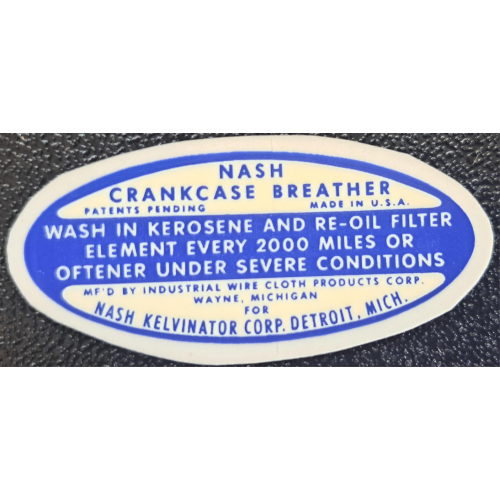 NASH
CRANKCASE BREATHER
PATENTS PENDING MADE IN U.S.A.
WASH IN KEROSENE AND RE-OIL FILTER
ELEMENT EVERY 2000 MILES OR
OFTENER UNDER SEVERE CONDITIONS
MF'D BY INDUSTRIAL WIRE CLOTH PRODUCTS CORP.
WAYNE, MICHIGAN
FOR
NASH KELVINATOR CORP. DETROIT, MICH.